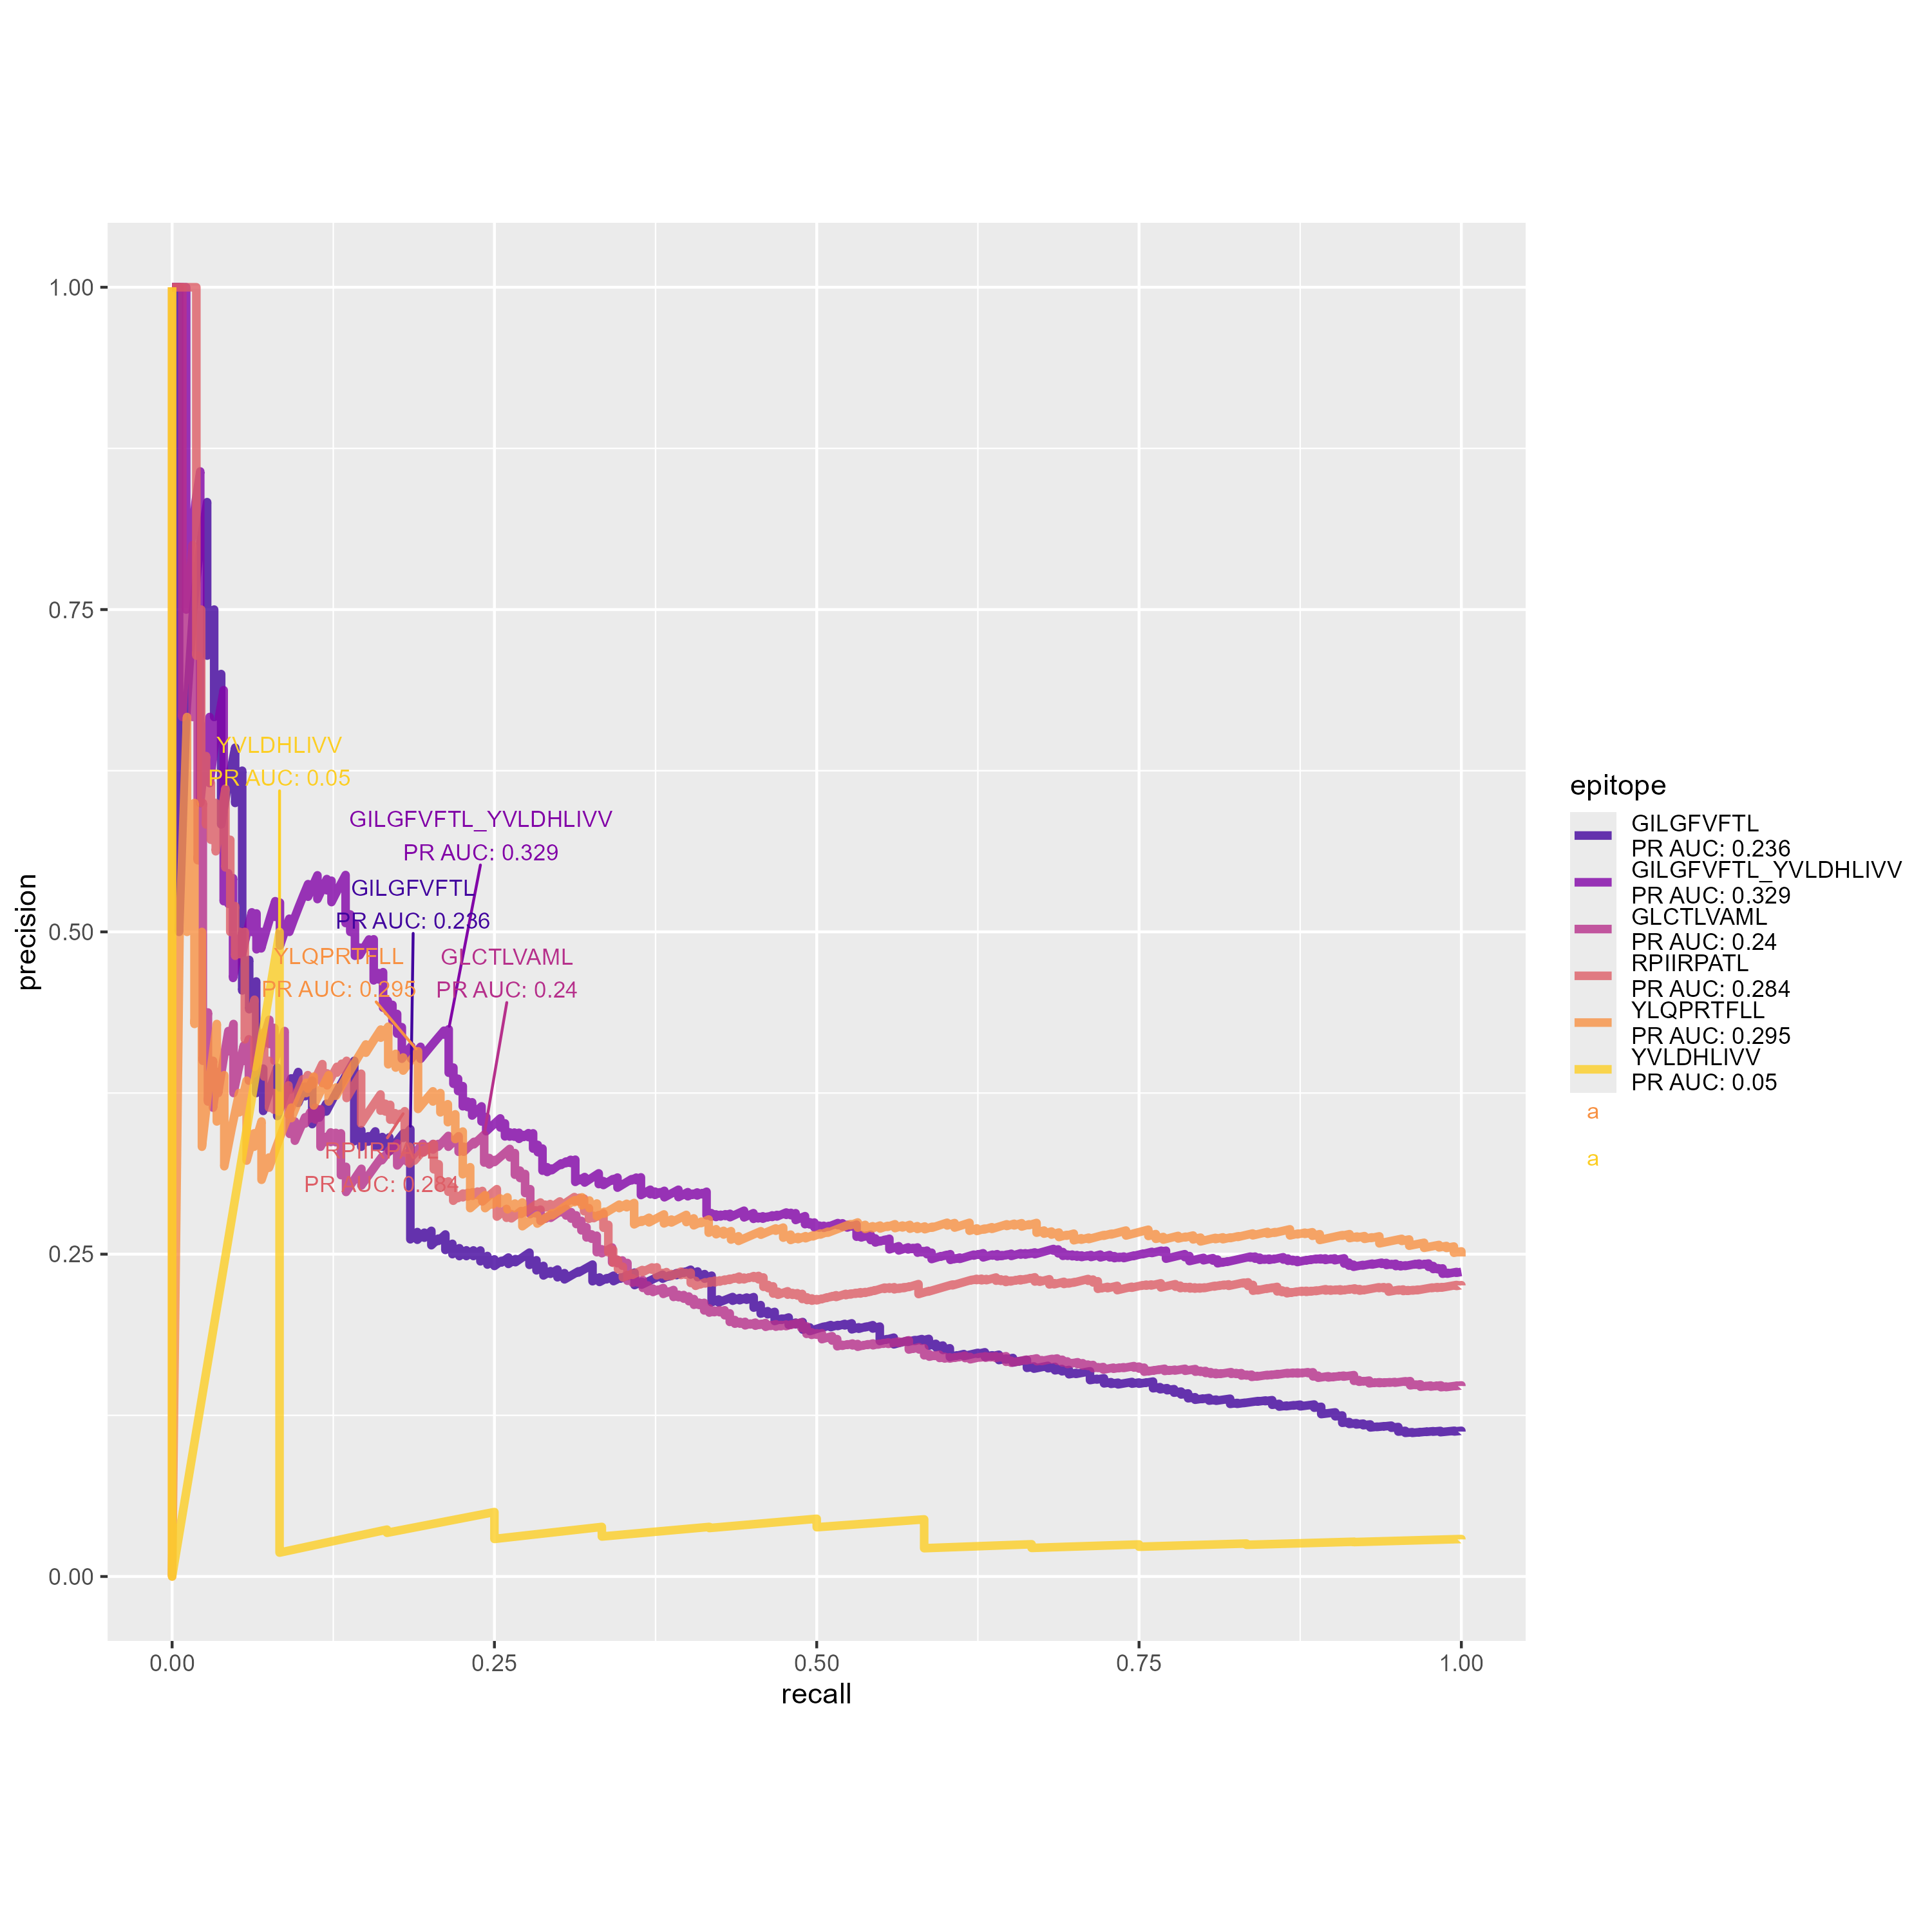 1.00
0.75
0.50
0.25
0.00
precision
YVLDHLIVV
PR AUC: 0.05
GILGFVFTL_YVLDHLIVV
PR AUC: 0.329
GILGFVFTL
PR AUC: 0.236
YLQPRTFLL
PR AUC: 0.295
GLCTLVAML
PR AUC: 0.24
RPIIRPATL
PR AUC: 0.284
0.00 0.25 0.50 0.75 1.00
recall
epitope
GILGFVFTL
PR AUC: 0.236
GILGFVFTL_YVLDHLIVV
PR AUC: 0.329
GLCTLVAML
PR AUC: 0.24
RPIIRPATL
PR AUC: 0.284
YLQPRTFLL
PR AUC: 0.295
YVLDHLIVV
PR AUC: 0.05
a
a